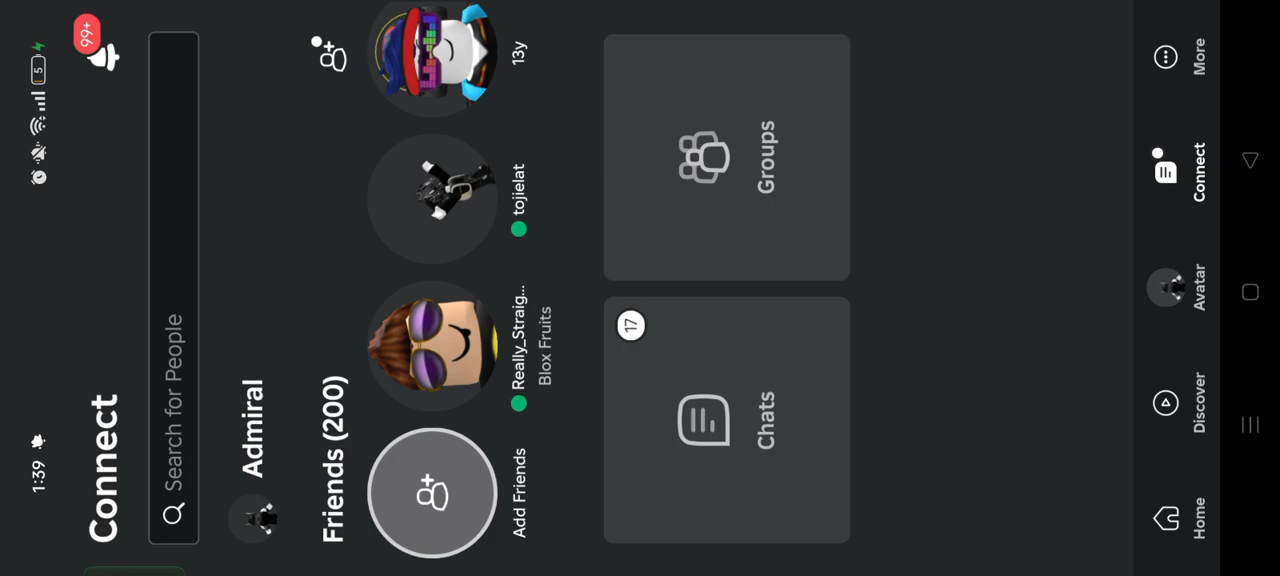 1:39
5
Connect
99+
Search for People
Admiral
Friends (200)
Add Friends
Really_Straig...
Blox Fruits
tojielat
13y
17
Chats
Groups
Home
Discover
Avatar
Connect
More